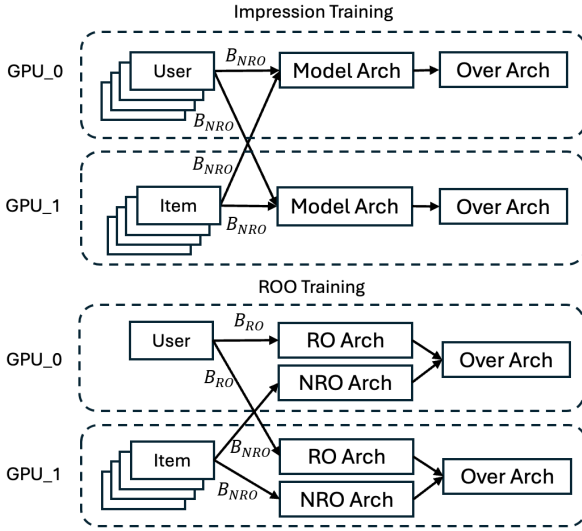 Impression Training
GPU_0
User
B_NRO
Model Arch
Over Arch
B_NRO
B_NRO
GPU_1
Item
B_NRO
Model Arch
Over Arch
ROO Training
GPU_0
User
B_RO
RO Arch
Over Arch
B_RO
NRO Arch
GPU_1
Item
B_NRO
RO Arch
Over Arch
B_NRO
NRO Arch